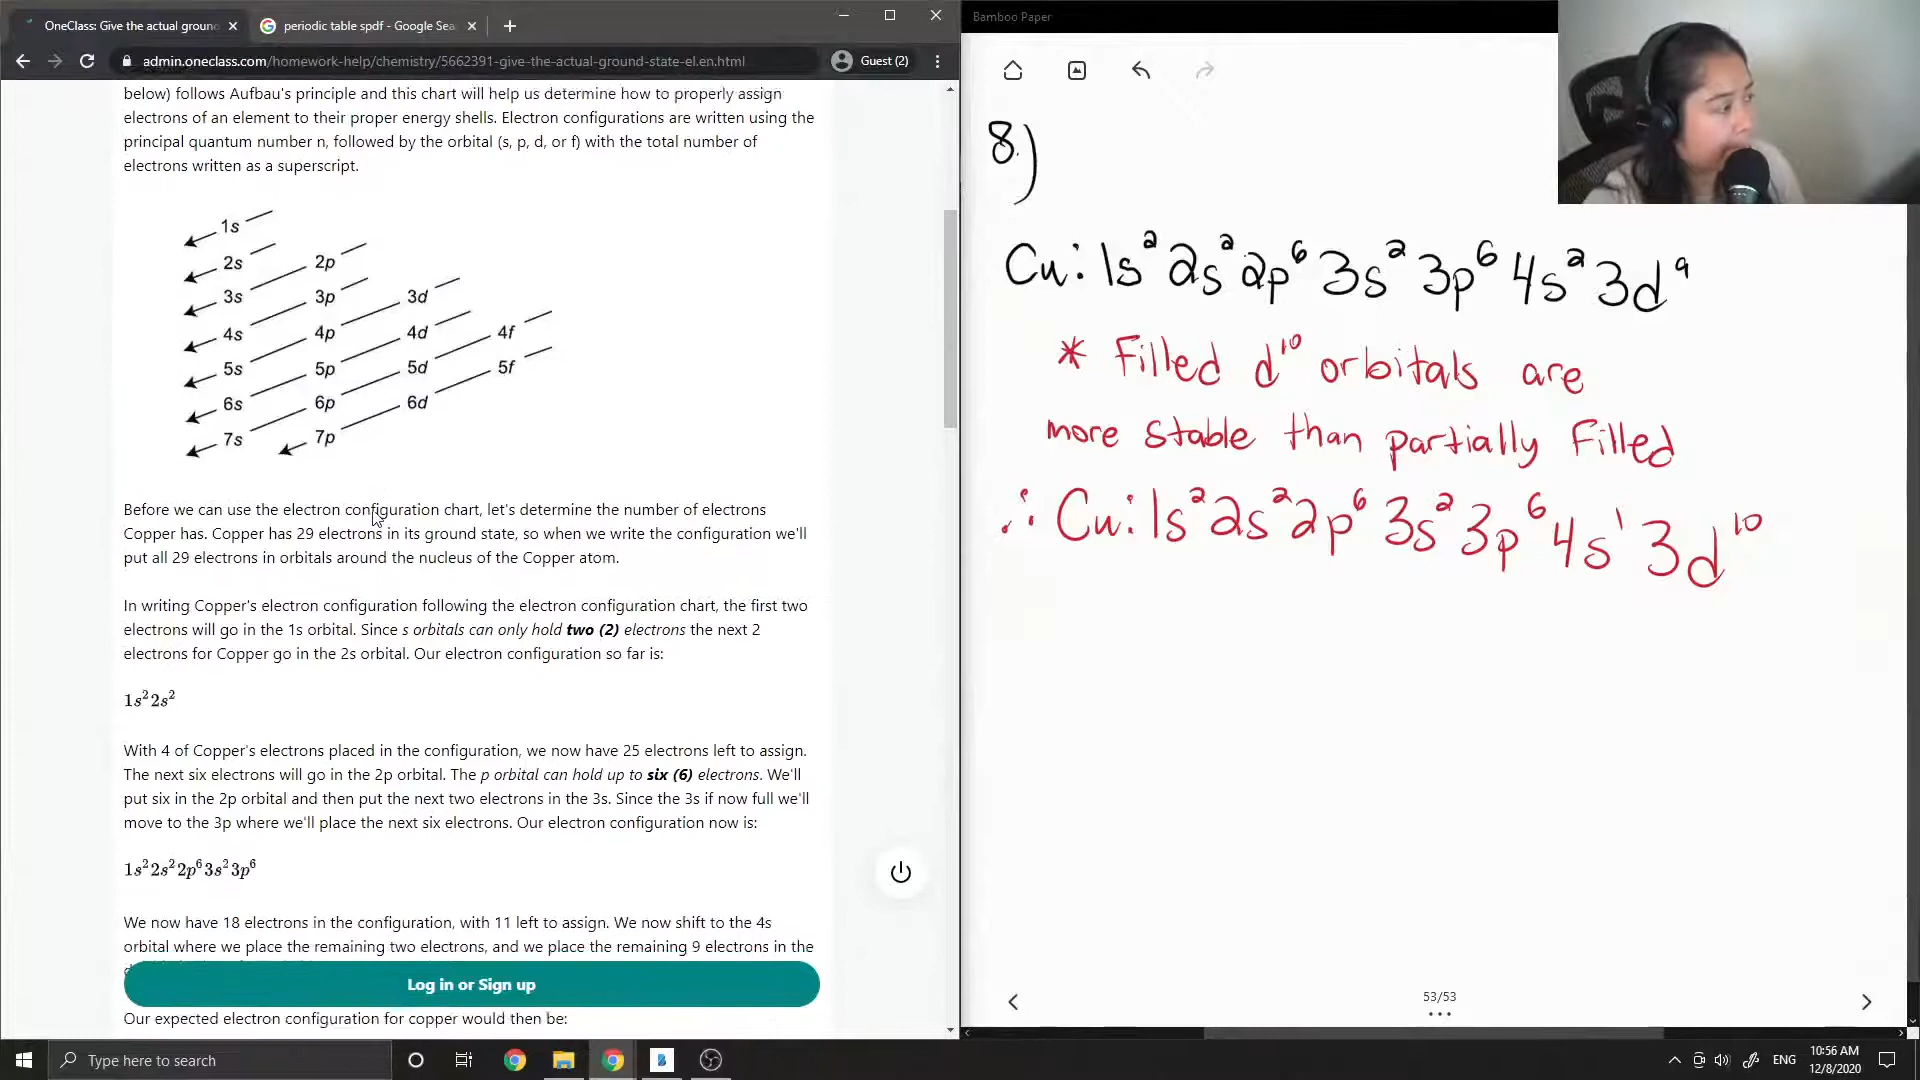 OneClass: Give the actual groun
periodic table spdf - Google Sea
admin.oneclass.com/homework-help/chemistry/5662391-give-the-actual-ground-state-el.en.html
Guest (2)
below) follows Aufbau's principle and this chart will help us determine how to properly assign
electrons of an element to their proper energy shells. Electron configurations are written using the
principal quantum number n, followed by the orbital (s, p, d, or f) with the total number of
electrons written as a superscript.
1s
2s 2p
3s 3p 3d
4s 4p 4d 4f
5s 5p 5d 5f
6s 6p 6d
7s 7p
Before we can use the electron configuration chart, let's determine the number of electrons
Copper has. Copper has 29 electrons in its ground state, so when we write the configuration we'll
put all 29 electrons in orbitals around the nucleus of the Copper atom.
In writing Copper's electron configuration following the electron configuration chart, the first two
electrons will go in the 1s orbital. Since s orbitals can only hold two (2) electrons the next 2
electrons for Copper go in the 2s orbital. Our electron configuration so far is:
1s²2s²
With 4 of Copper's electrons placed in the configuration, we now have 25 electrons left to assign.
The next six electrons will go in the 2p orbital. The p orbital can hold up to six (6) electrons. We'll
put six in the 2p orbital and then put the next two electrons in the 3s. Since the 3s if now full we'll
move to the 3p where we'll place the next six electrons. Our electron configuration now is:
1s²2s²2p⁶3s²3p⁶
We now have 18 electrons in the configuration, with 11 left to assign. We now shift to the 4s
orbital where we place the remaining two electrons, and we place the remaining 9 electrons in the
Log in or Sign up
Our expected electron configuration for copper would then be:
Bamboo Paper
8.)
Cu: 1s² 2s² 2p⁶ 3s² 3p⁶ 4s² 3d⁹
* Filled d¹⁰ orbitals are
more stable than partially Filled
∴ Cu: 1s² 2s² 2p⁶ 3s² 3p⁶ 4s¹ 3d¹⁰
53/53
Type here to search
ENG
10:56 AM
12/8/2020